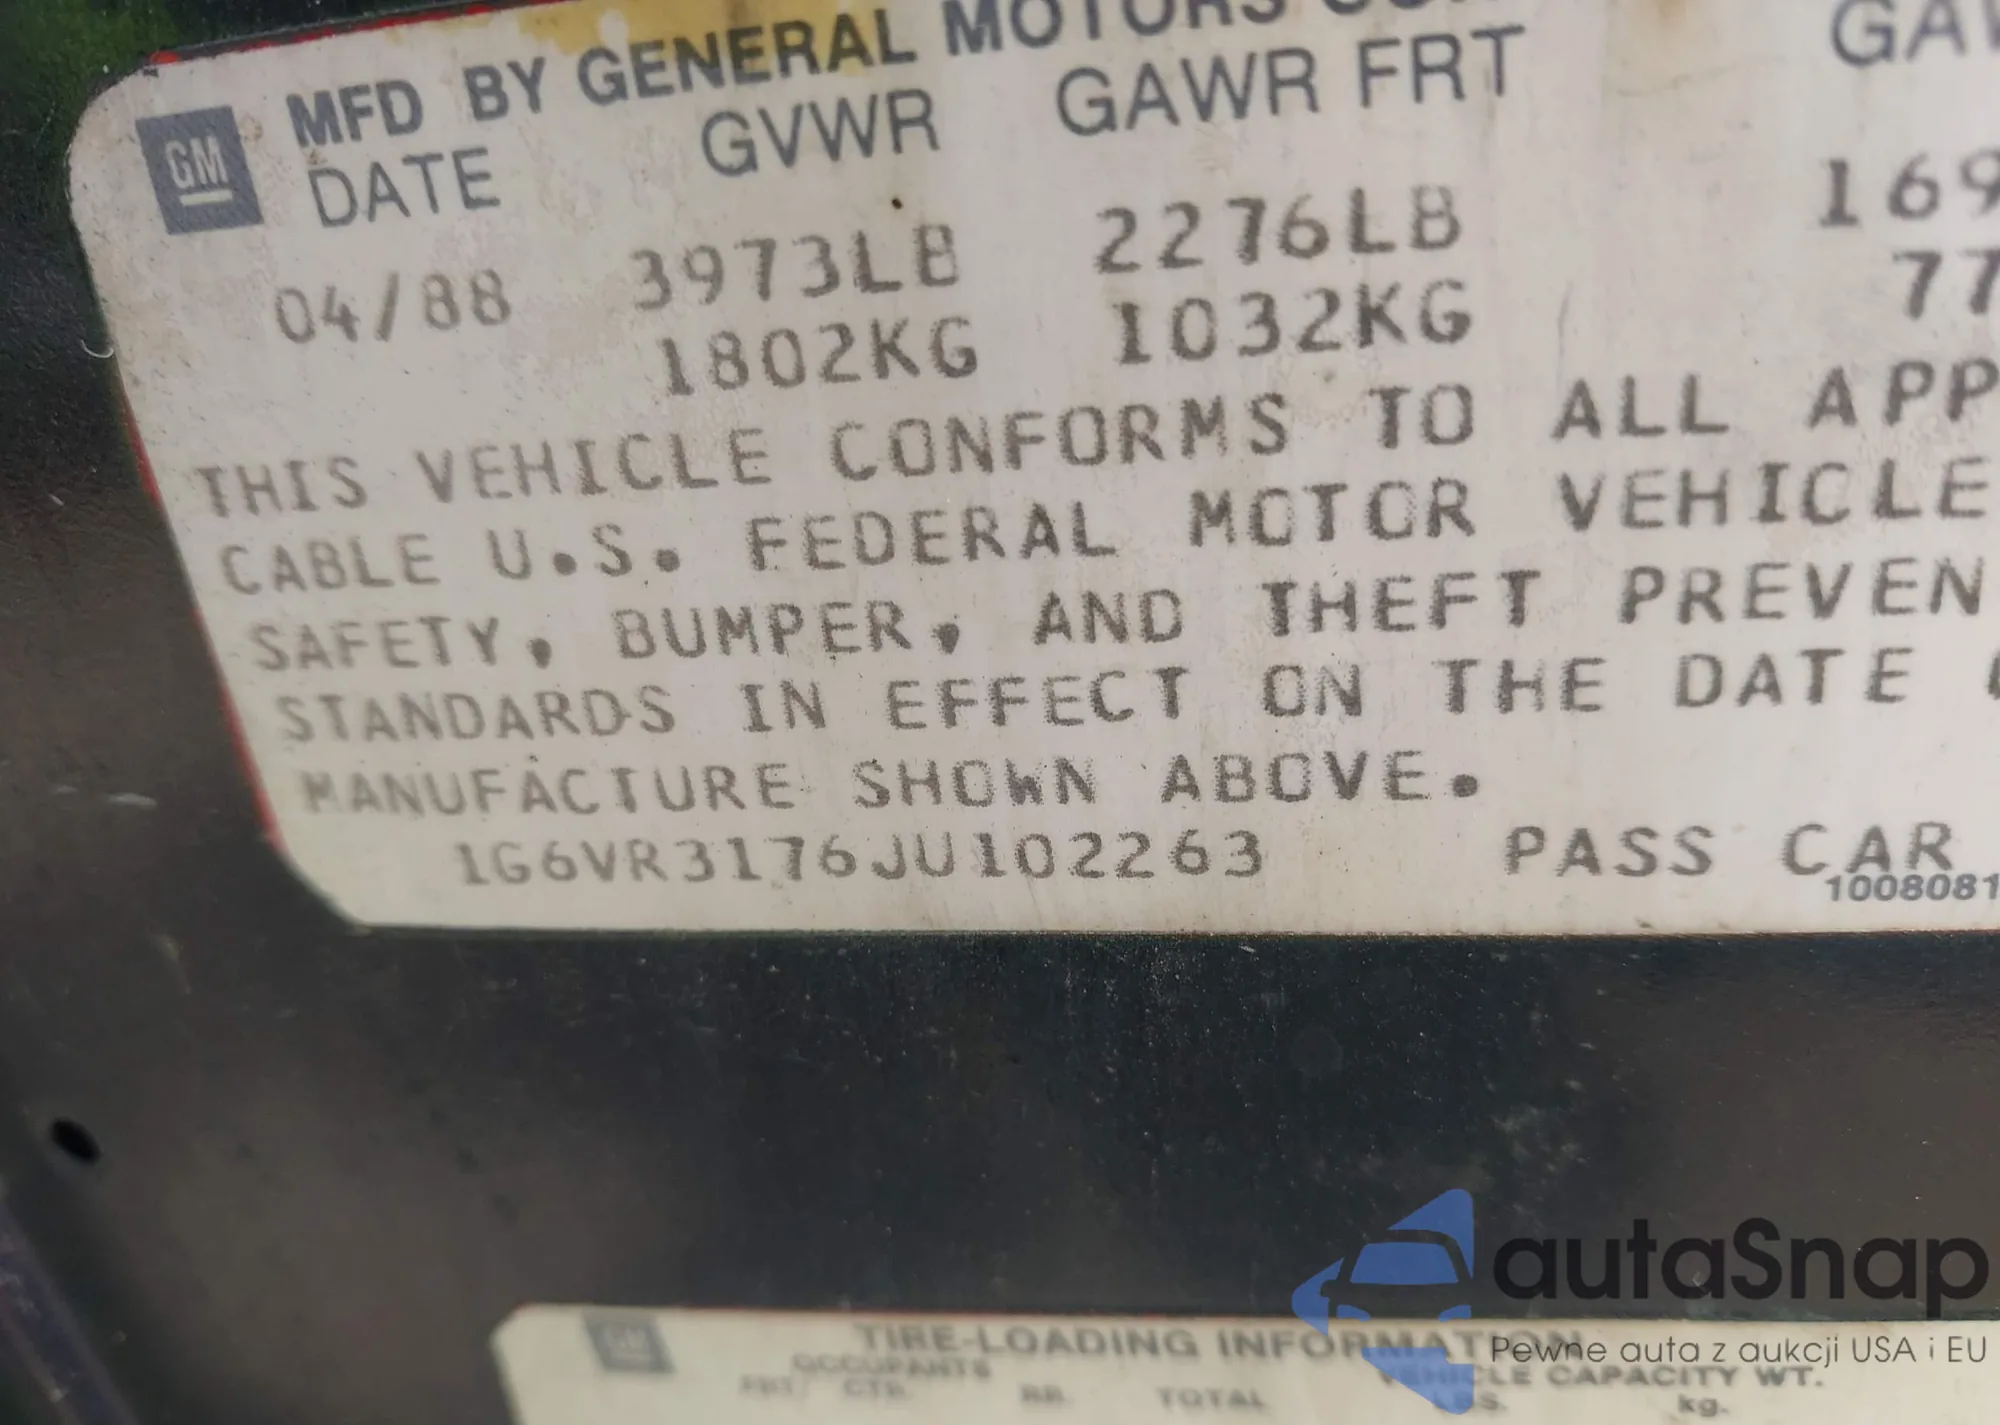 MFD BY GENERAL MOTORS
GM
DATE GVWR GAWR FRT
04/88 3973LB 2276LB
1802KG 1032KG
THIS VEHICLE CONFORMS TO ALL APP
CABLE U.S. FEDERAL MOTOR VEHICLE
SAFETY, BUMPER, AND THEFT PREVEN
STANDARDS IN EFFECT ON THE DATE
MANUFACTURE SHOWN ABOVE.
1G6VR3176JU102263 PASS CAR
1008081
autaSnap
Pewne auta z aukcji USA i EU
GM
TIRE-LOADING INFORMATION
OCCUPANTS VEHICLE CAPACITY WT.
FRT. CTR. RR. TOTAL LBS. kg.